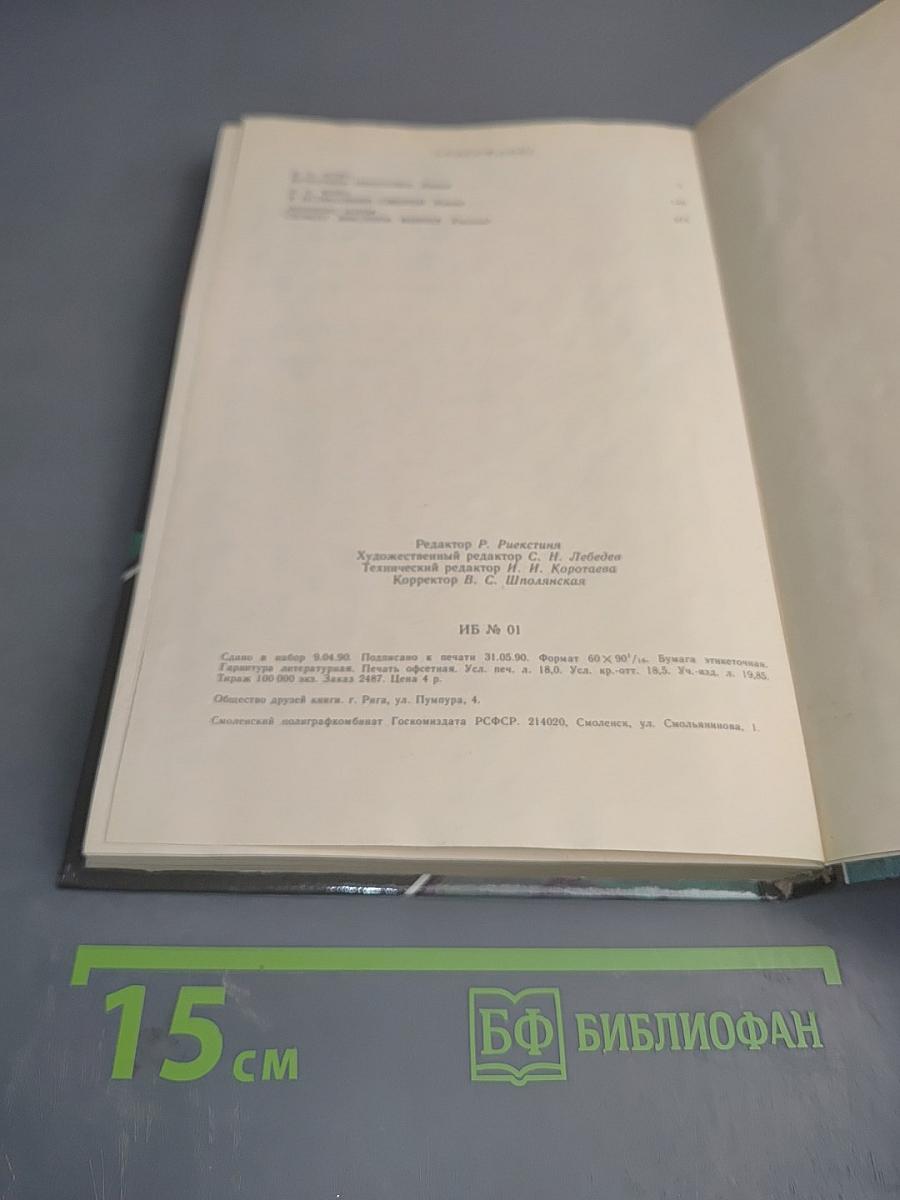 Редактор Р. Риекстиня
Художественный редактор С. Н. Лебедев
Технический редактор И. И. Коротаева
Корректор В. С. Шполянская
ИБ № 01
Сдано в набор 9.04.90. Подписано к печати 31.05.90. Формат 60×90¹/₁₆. Бумага этикеточная.
Гарнитура литературная. Печать офсетная. Усл. печ. л. 18,0. Усл. кр.-отт. 18,5. Уч.-изд. л. 19,85.
Тираж 100 000 экз. Заказ 2487. Цена 4 р.
Общество друзей книги. г. Рига, ул. Пумпура, 4.
Смоленский полиграфкомбинат Госкомиздата РСФСР. 214020, Смоленск, ул. Смольянинова, 1.
15 см
БФ БИБЛИОФАН